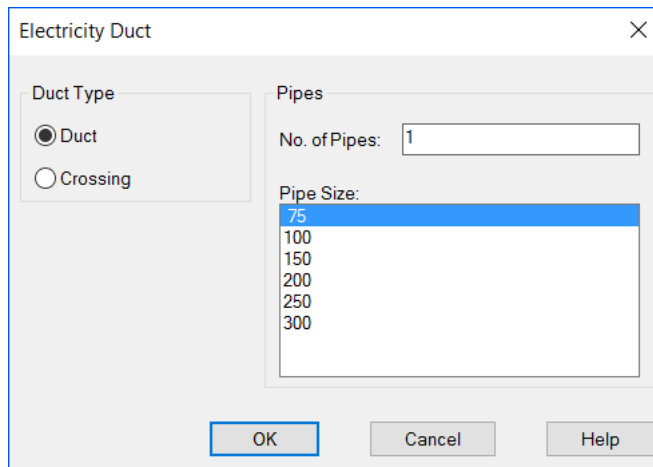 Electricity Duct
Duct Type
Duct
Crossing
Pipes
No. of Pipes: 1
Pipe Size:
75
100
150
200
250
300
OK Cancel Help